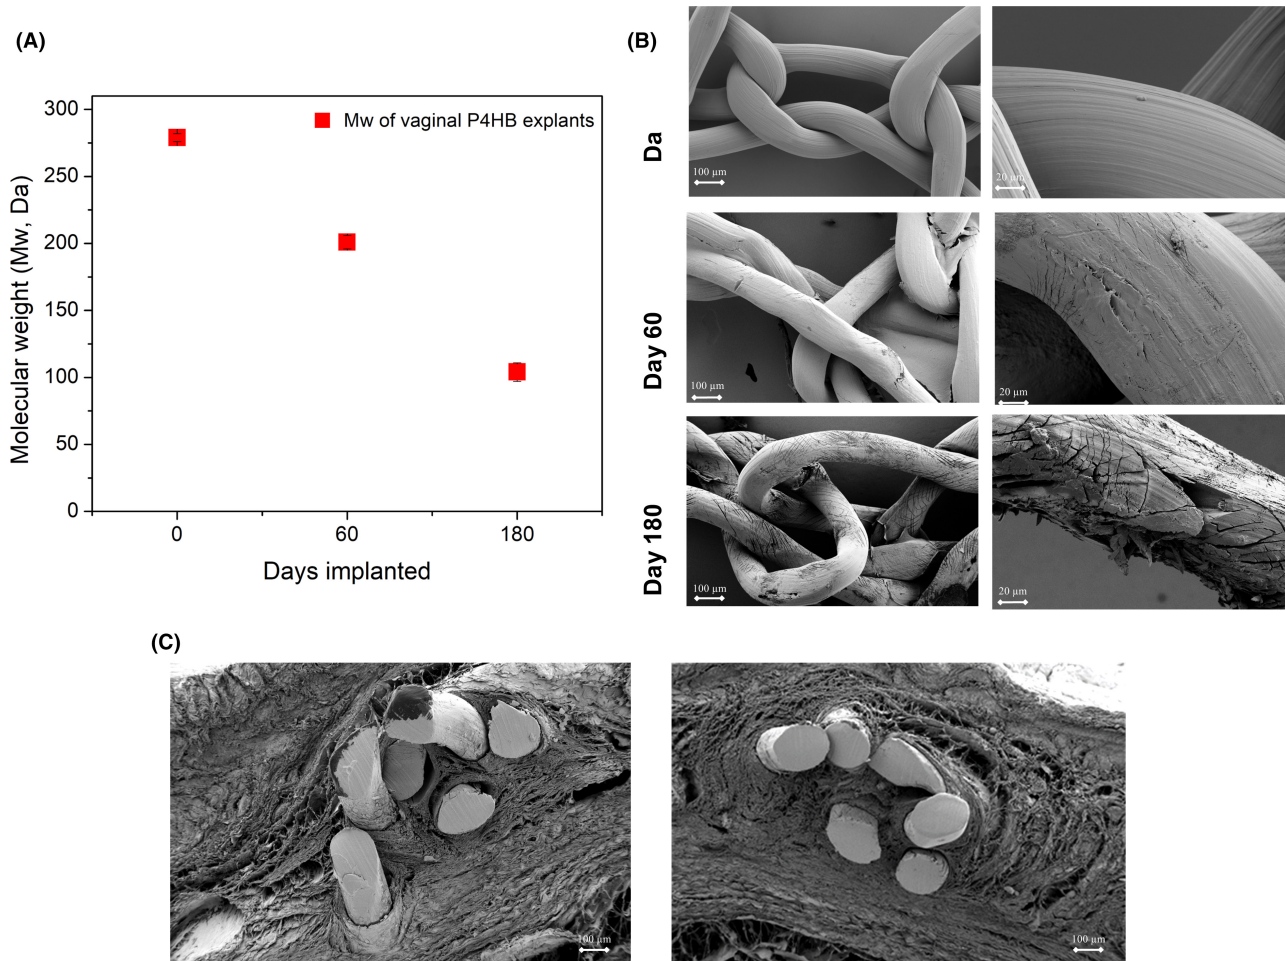 (A)
Molecular weight (Mw, Da)
300
250
200
150
100
50
0
Mw of vaginal P4HB explants
0
60
180
Days implanted
(B)
Da
100 µm
20 µm
Day 60
100 µm
20 µm
Day 180
100 µm
20 µm
(C)
100 µm
100 µm